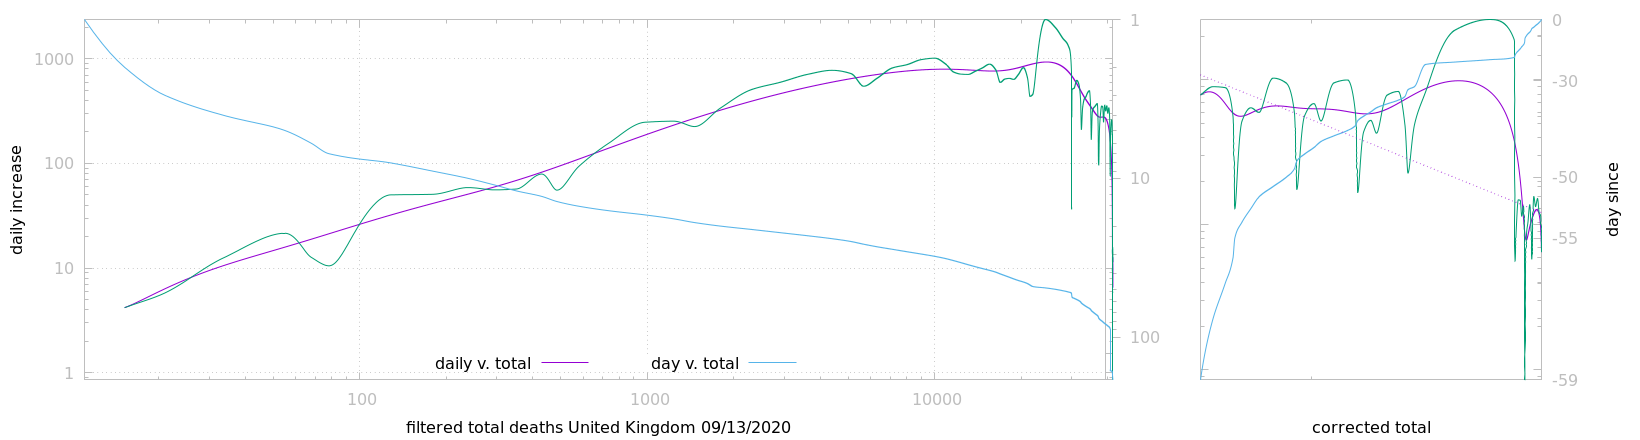 daily increase
1000
100
10
1
100
1000
10000
daily v. total
day v. total
filtered total deaths United Kingdom 09/13/2020
1
10
100
0
-30
-50
-55
-59
day since
corrected total